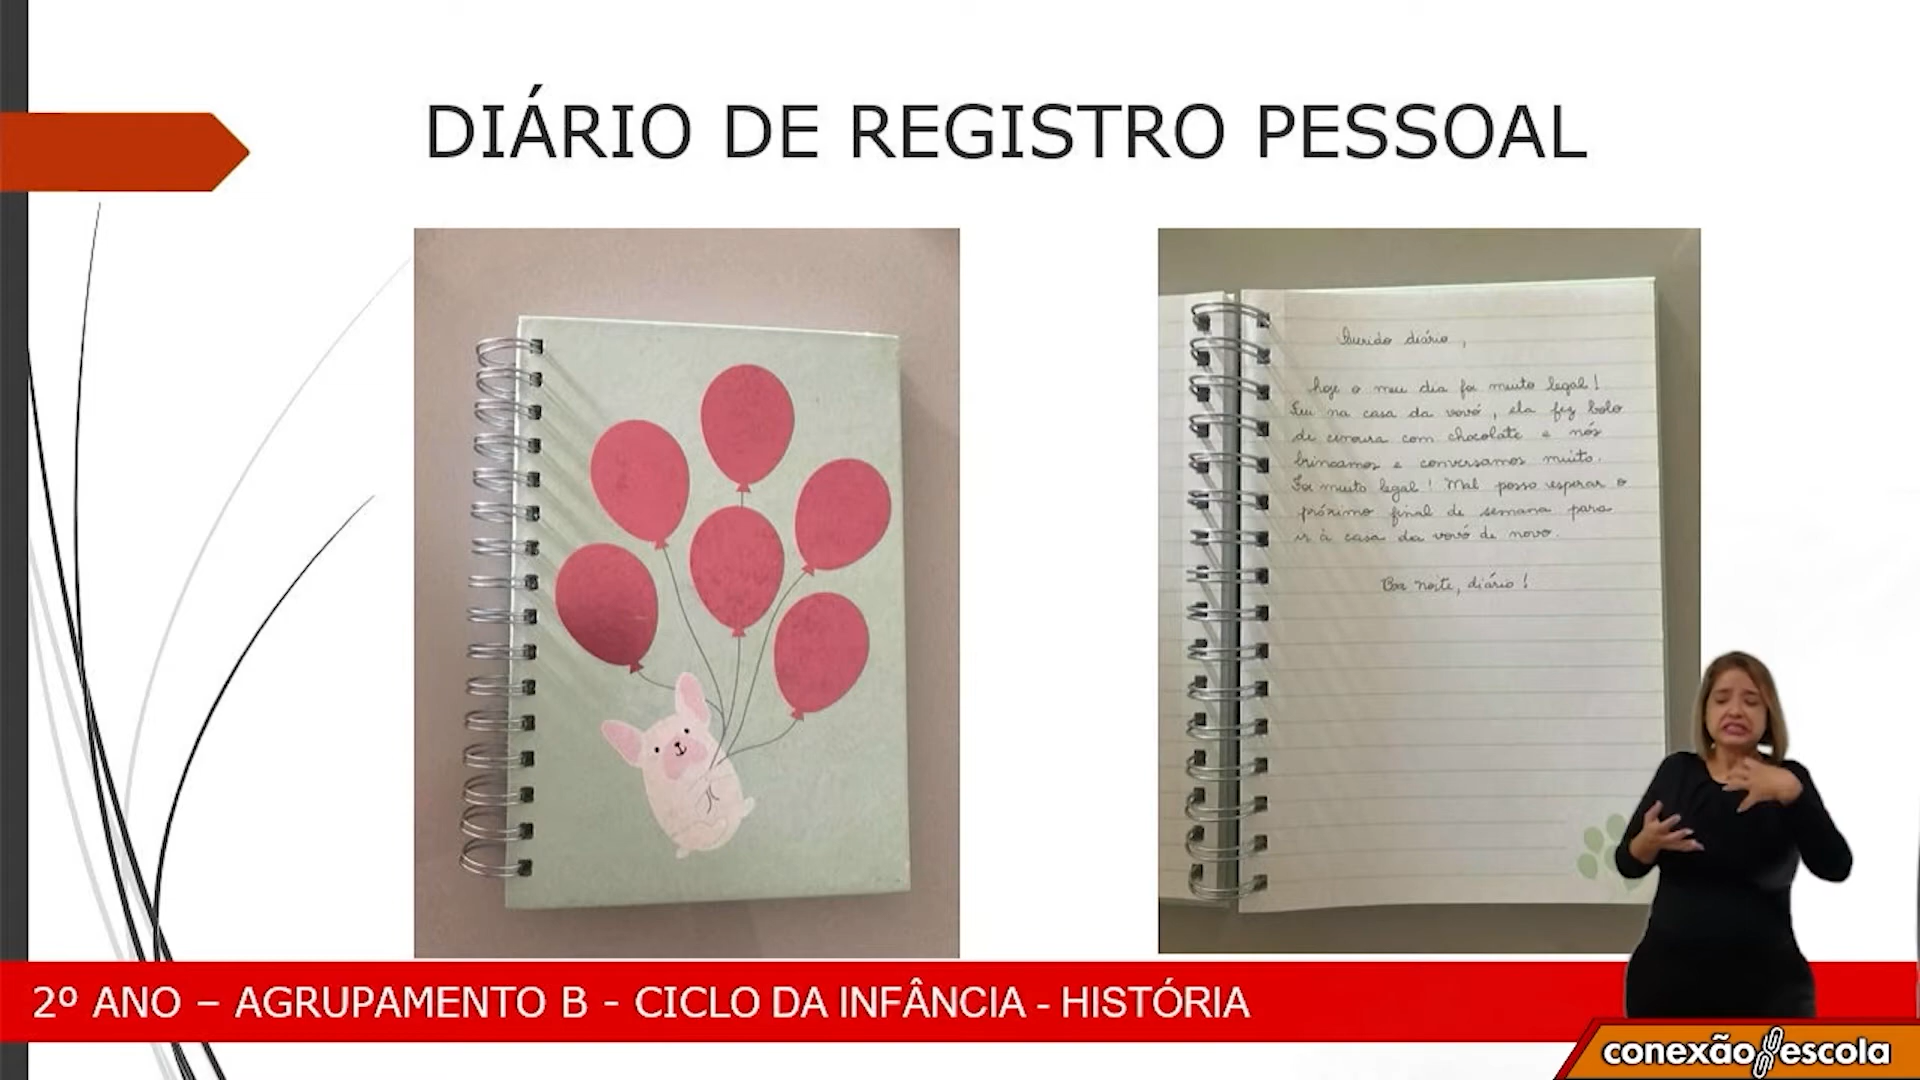 DIÁRIO DE REGISTRO PESSOAL
Querido diário,
hoje o meu dia foi muito legal!
Fui na casa da vovó, ela fez bolo
de cenoura com chocolate e nós
brincamos e conversamos muito.
Foi muito legal! Mal posso esperar o
próximo final de semana para
ir à casa da vovó de novo.
Boa noite, diário!
2º ANO – AGRUPAMENTO B - CICLO DA INFÂNCIA - HISTÓRIA
conexão escola